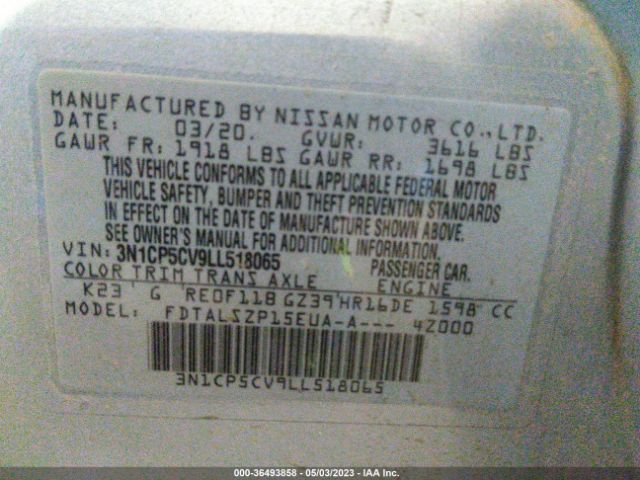 MANUFACTURED BY NISSAN MOTOR CO., LTD.
DATE: 03/20. GVWR: 3616 LBS
GAWR FR: 1918 LBS GAWR RR: 1698 LBS
THIS VEHICLE CONFORMS TO ALL APPLICABLE FEDERAL MOTOR
VEHICLE SAFETY, BUMPER AND THEFT PREVENTION STANDARDS
IN EFFECT ON THE DATE OF MANUFACTURE SHOWN ABOVE.
SEE OWNER'S MANUAL FOR ADDITIONAL INFORMATION.
VIN: 3N1CP5CV9LL518065 PASSENGER CAR.
COLOR TRIM TRANS AXLE ENGINE
K23 G RE0F11B GZ39 HR16DE 1598 CC
MODEL: FDTALSZP15EUA-A--- 4Z000
3N1CP5CV9LL518065
000-36493858 - 05/03/2023 - IAA Inc.